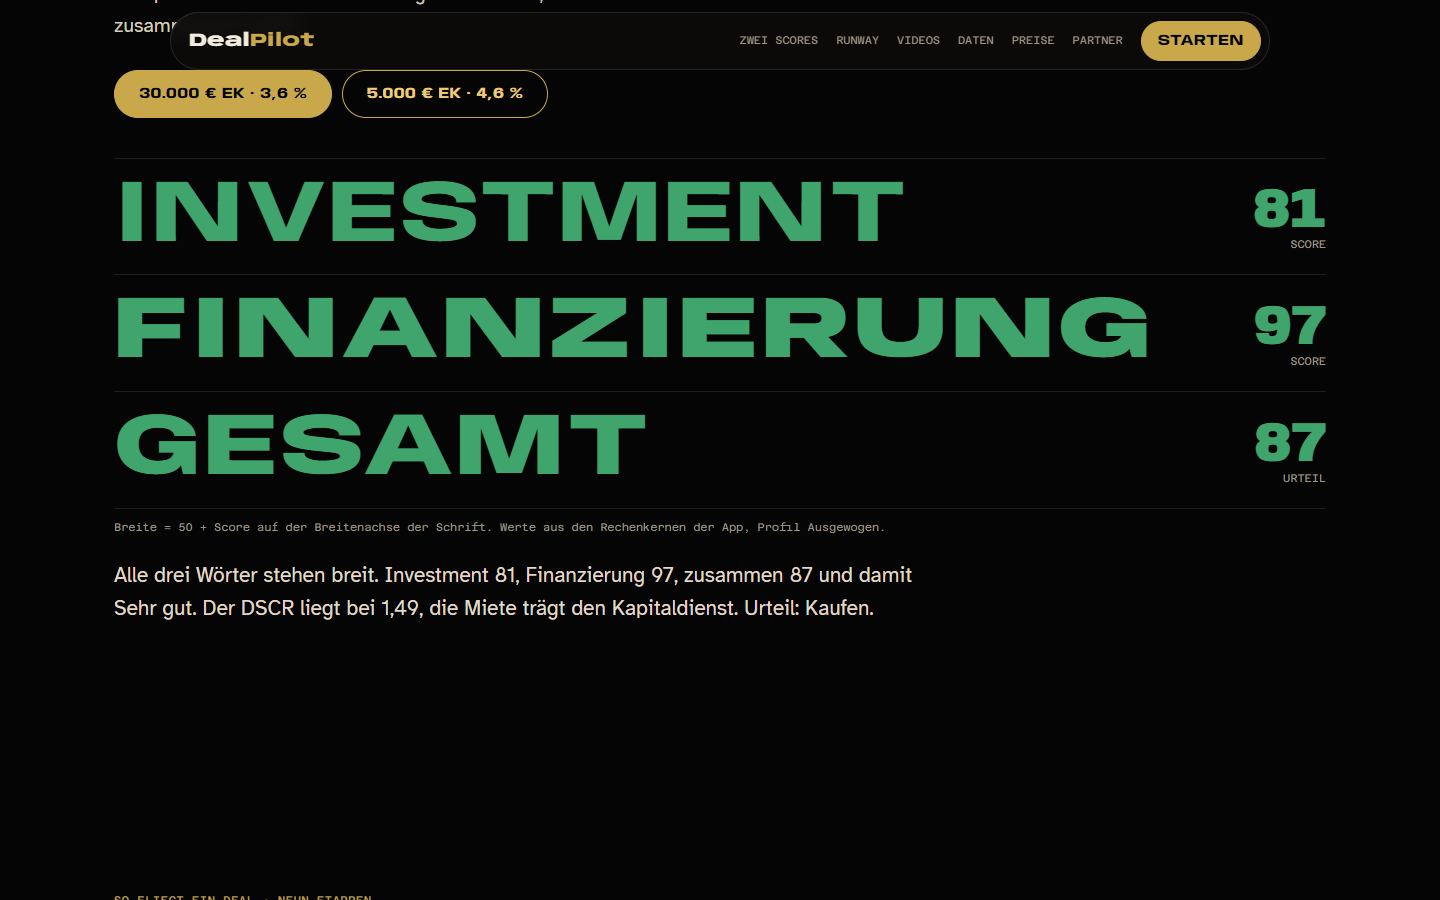 DealPilot
ZWEI SCORES RUNWAY VIDEOS DATEN PREISE PARTNER STARTEN
30.000 € EK · 3,6 % 5.000 € EK · 4,6 %
INVESTMENT 81
SCORE
FINANZIERUNG 97
SCORE
GESAMT 87
URTEIL
Breite = 50 + Score auf der Breitenachse der Schrift. Werte aus den Rechenkernen der App, Profil Ausgewogen.
Alle drei Wörter stehen breit. Investment 81, Finanzierung 97, zusammen 87 und damit
Sehr gut. Der DSCR liegt bei 1,49, die Miete trägt den Kapitaldienst. Urteil: Kaufen.